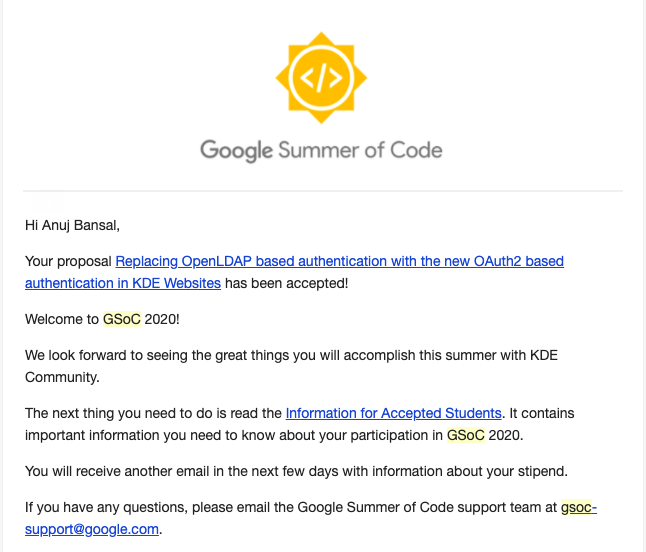 </>
Google Summer of Code
Hi Anuj Bansal,
Your proposal Replacing OpenLDAP based authentication with the new OAuth2 based
authentication in KDE Websites has been accepted!
Welcome to GSoC 2020!
We look forward to seeing the great things you will accomplish this summer with KDE
Community.
The next thing you need to do is read the Information for Accepted Students. It contains
important information you need to know about your participation in GSoC 2020.
You will receive another email in the next few days with information about your stipend.
If you have any questions, please email the Google Summer of Code support team at gsoc-
support@google.com.